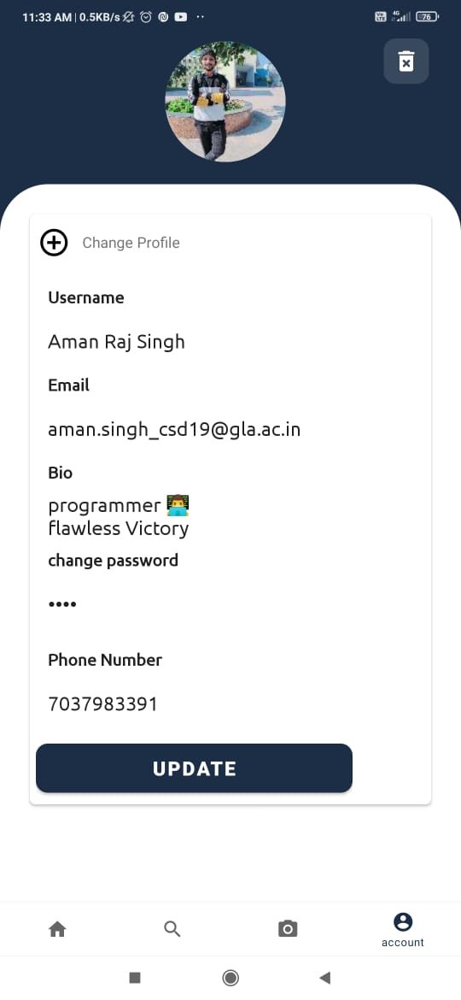 11:33 AM | 0.5KB/s
4G
76
Change Profile
Username
Aman Raj Singh
Email
aman.singh_csd19@gla.ac.in
Bio
programmer 👨‍💻
flawless Victory
change password
••••
Phone Number
7037983391
UPDATE
account